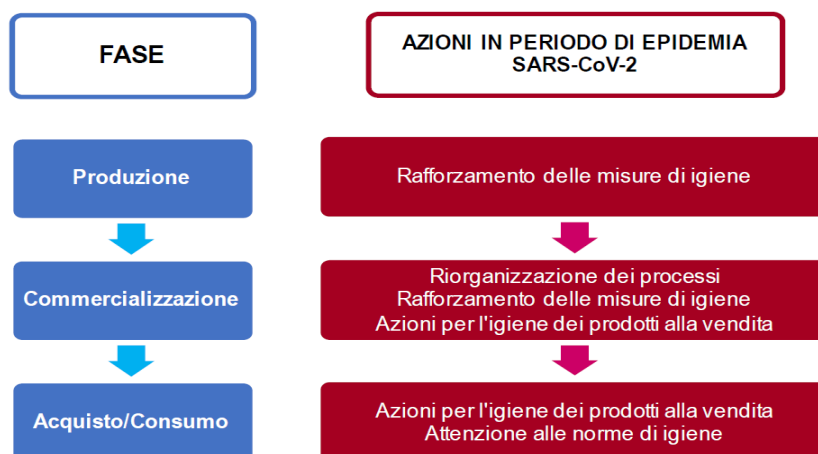 FASE
AZIONI IN PERIODO DI EPIDEMIA
SARS-CoV-2
Produzione
Rafforzamento delle misure di igiene
Commercializzazione
Riorganizzazione dei processi
Rafforzamento delle misure di igiene
Azioni per l'igiene dei prodotti alla vendita
Acquisto/Consumo
Azioni per l'igiene dei prodotti alla vendita
Attenzione alle norme di igiene